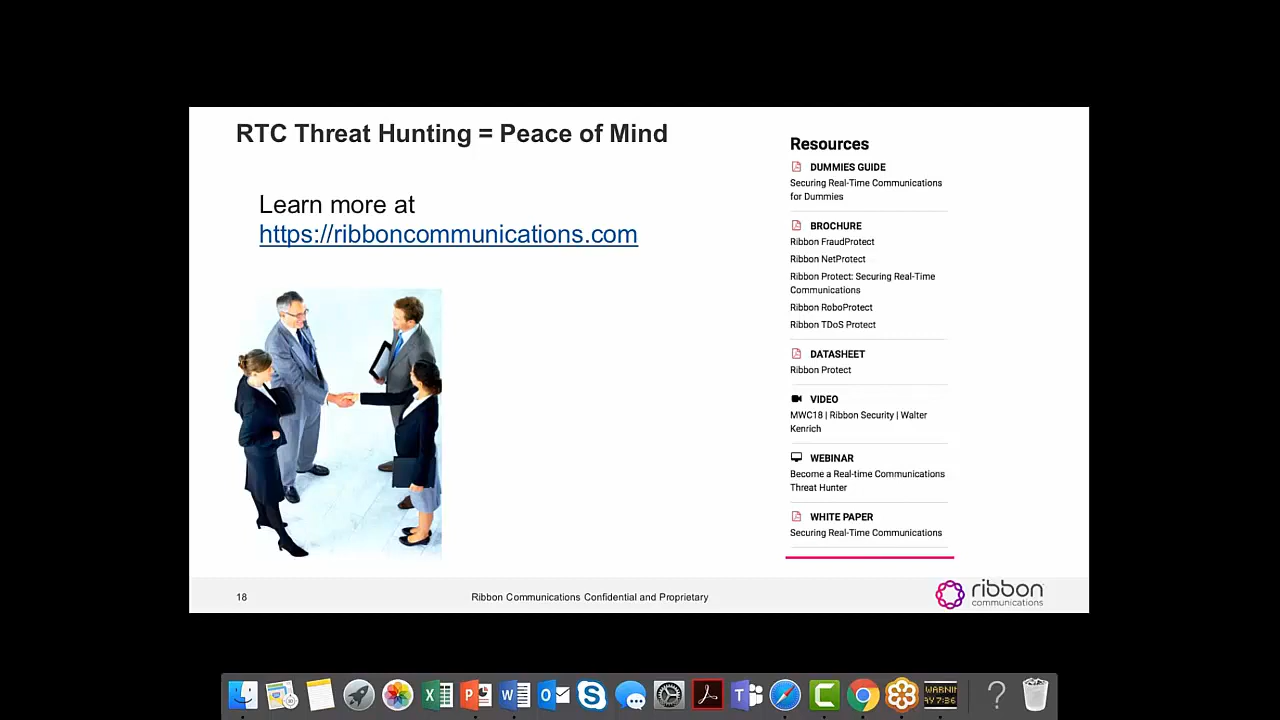 RTC Threat Hunting = Peace of Mind
Learn more at
https://ribboncommunications.com
Resources
DUMMIES GUIDE
Securing Real-Time Communications
for Dummies
BROCHURE
Ribbon FraudProtect
Ribbon NetProtect
Ribbon Protect: Securing Real-Time
Communications
Ribbon RoboProtect
Ribbon TDoS Protect
DATASHEET
Ribbon Protect
VIDEO
MWC18 | Ribbon Security | Walter
Kenrich
WEBINAR
Become a Real-time Communications
Threat Hunter
WHITE PAPER
Securing Real-Time Communications
18
Ribbon Communications Confidential and Proprietary
ribbon
communications